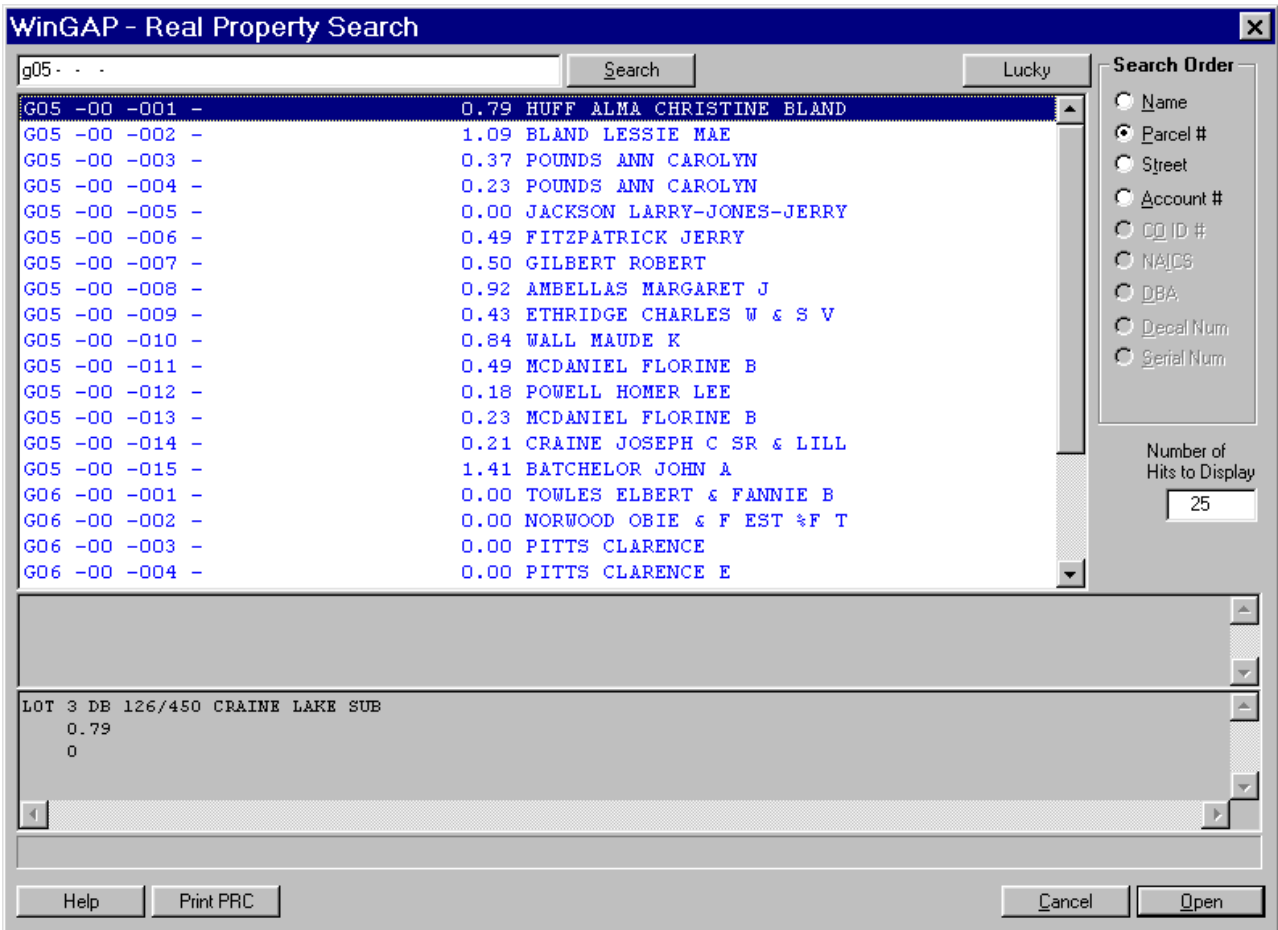 WinGAP - Real Property Search
g05 - - -
Search
Lucky
Search Order
G05 -00 -001 - 0.79 HUFF ALMA CHRISTINE BLAND
G05 -00 -002 - 1.09 BLAND LESSIE MAE
G05 -00 -003 - 0.37 POUNDS ANN CAROLYN
G05 -00 -004 - 0.23 POUNDS ANN CAROLYN
G05 -00 -005 - 0.00 JACKSON LARRY-JONES-JERRY
G05 -00 -006 - 0.49 FITZPATRICK JERRY
G05 -00 -007 - 0.50 GILBERT ROBERT
G05 -00 -008 - 0.92 AMBELLAS MARGARET J
G05 -00 -009 - 0.43 ETHRIDGE CHARLES W & S V
G05 -00 -010 - 0.84 WALL MAUDE K
G05 -00 -011 - 0.49 MCDANIEL FLORINE B
G05 -00 -012 - 0.18 POWELL HOMER LEE
G05 -00 -013 - 0.23 MCDANIEL FLORINE B
G05 -00 -014 - 0.21 CRAINE JOSEPH C SR & LILL
G05 -00 -015 - 1.41 BATCHELOR JOHN A
G06 -00 -001 - 0.00 TOWLES ELBERT & FANNIE B
G06 -00 -002 - 0.00 NORWOOD OBIE & F EST %F T
G06 -00 -003 - 0.00 PITTS CLARENCE
G06 -00 -004 - 0.00 PITTS CLARENCE E
Name
Parcel #
Street
Account #
CO ID #
NAICS
DBA
Decal Num
Serial Num
Number of
Hits to Display
25
LOT 3 DB 126/450 CRAINE LAKE SUB
0.79
0
Help
Print PRC
Cancel
Open